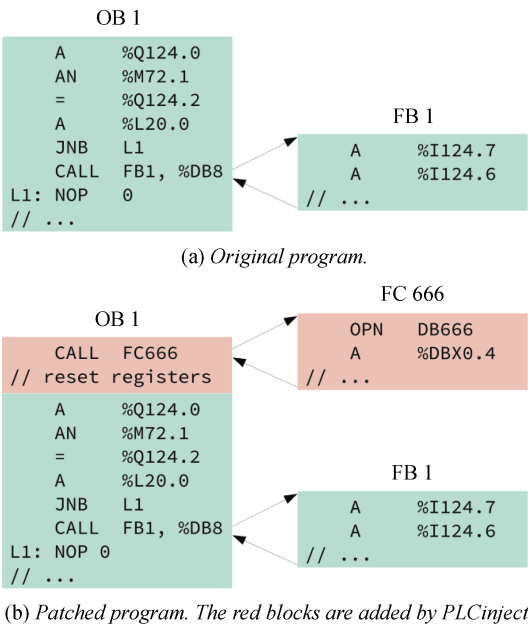 OB 1
A %Q124.0
AN %M72.1
= %Q124.2
A %L20.0
JNB L1
CALL FB1, %DB8
L1: NOP 0
// ...
FB 1
A %I124.7
A %I124.6
// ...
(a) Original program.
OB 1
CALL FC666
// reset registers
A %Q124.0
AN %M72.1
= %Q124.2
A %L20.0
JNB L1
CALL FB1, %DB8
L1: NOP 0
// ...
FC 666
OPN DB666
A %DBX0.4
// ...
FB 1
A %I124.7
A %I124.6
// ...
(b) Patched program. The red blocks are added by PLCinject